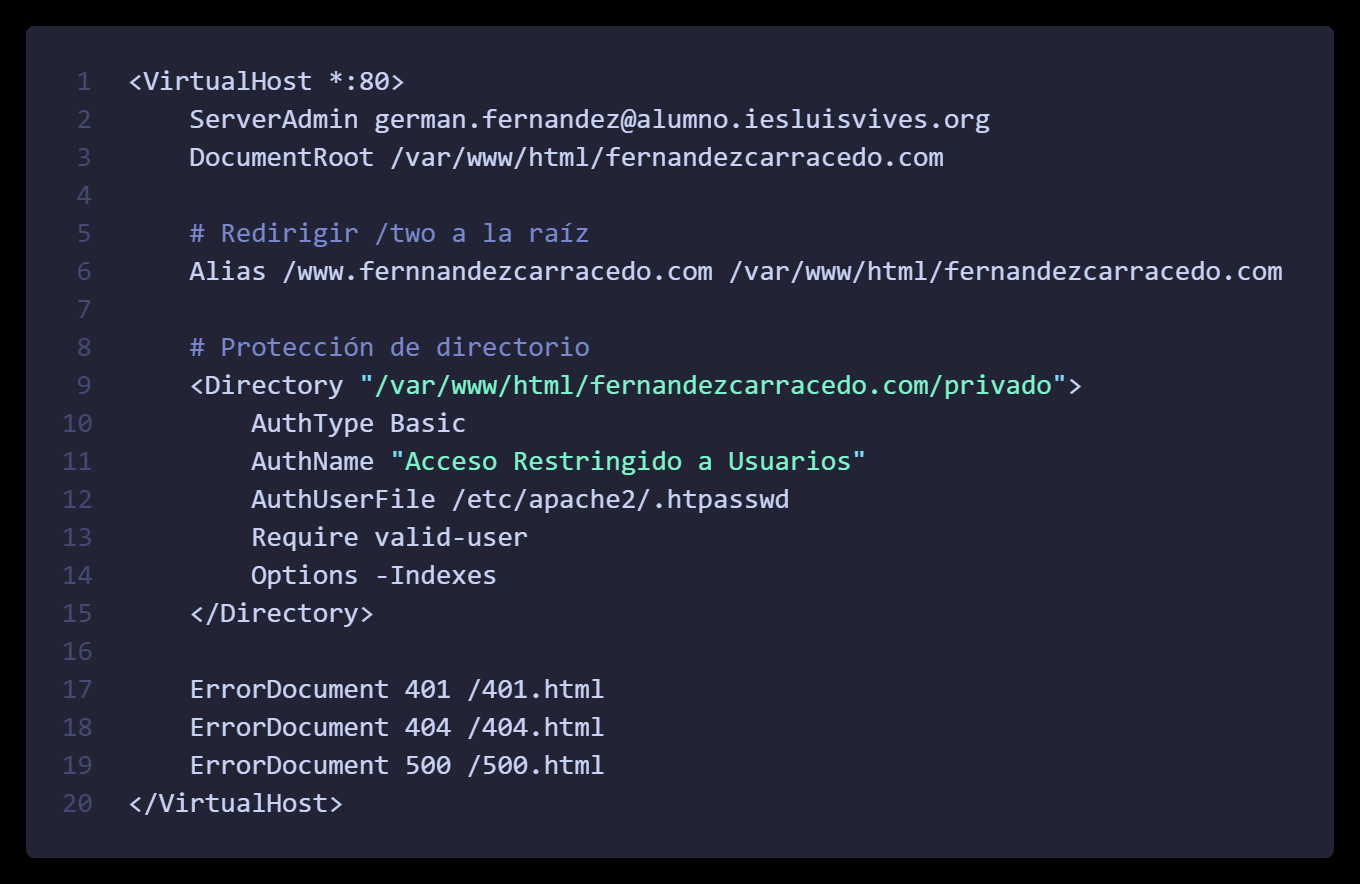 1 <VirtualHost *:80>
2 ServerAdmin german.fernandez@alumno.iesluisvives.org
3 DocumentRoot /var/www/html/fernandezcarracedo.com
4
5 # Redirigir /two a la raíz
6 Alias /www.fernnnandezcarracedo.com /var/www/html/fernandezcarracedo.com
7
8 # Protección de directorio
9 <Directory "/var/www/html/fernandezcarracedo.com/privado">
10 AuthType Basic
11 AuthName "Acceso Restringido a Usuarios"
12 AuthUserFile /etc/apache2/.htpasswd
13 Require valid-user
14 Options -Indexes
15 </Directory>
16
17 ErrorDocument 401 /401.html
18 ErrorDocument 404 /404.html
19 ErrorDocument 500 /500.html
20 </VirtualHost>